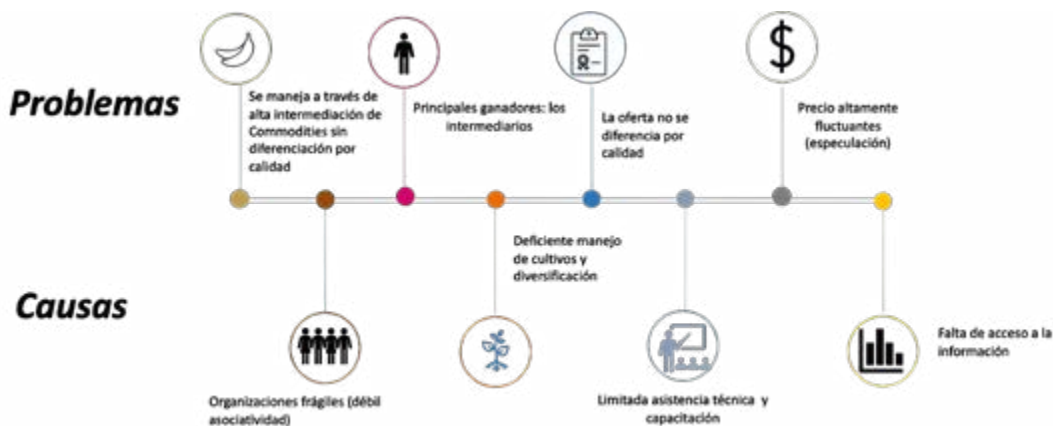 Problemas
Se maneja a través de
alta intermediación de
Commodities sin
diferenciación por
calidad
Principales ganadores: los
intermediarios
La oferta no se
diferencia por
calidad
Precio altamente
fluctuantes
(especulación)
$
Causas
Organizaciones frágiles (débil
asociatividad)
Deficiente manejo
de cultivos y
diversificación
Limitada asistencia técnica y
capacitación
Falta de acceso a la
información